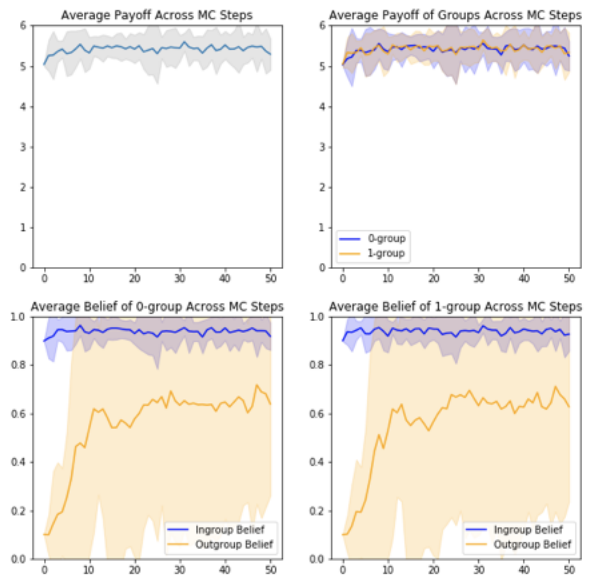 Average Payoff Across MC Steps
6
5
4
3
2
1
0
0 10 20 30 40 50
Average Payoff of Groups Across MC Steps
6
5
4
3
2
1
0
0-group
1-group
0 10 20 30 40 50
Average Belief of 0-group Across MC Steps
1.0
0.8
0.6
0.4
0.2
0.0
Ingroup Belief
Outgroup Belief
0 10 20 30 40 50
Average Belief of 1-group Across MC Steps
1.0
0.8
0.6
0.4
0.2
0.0
Ingroup Belief
Outgroup Belief
0 10 20 30 40 50